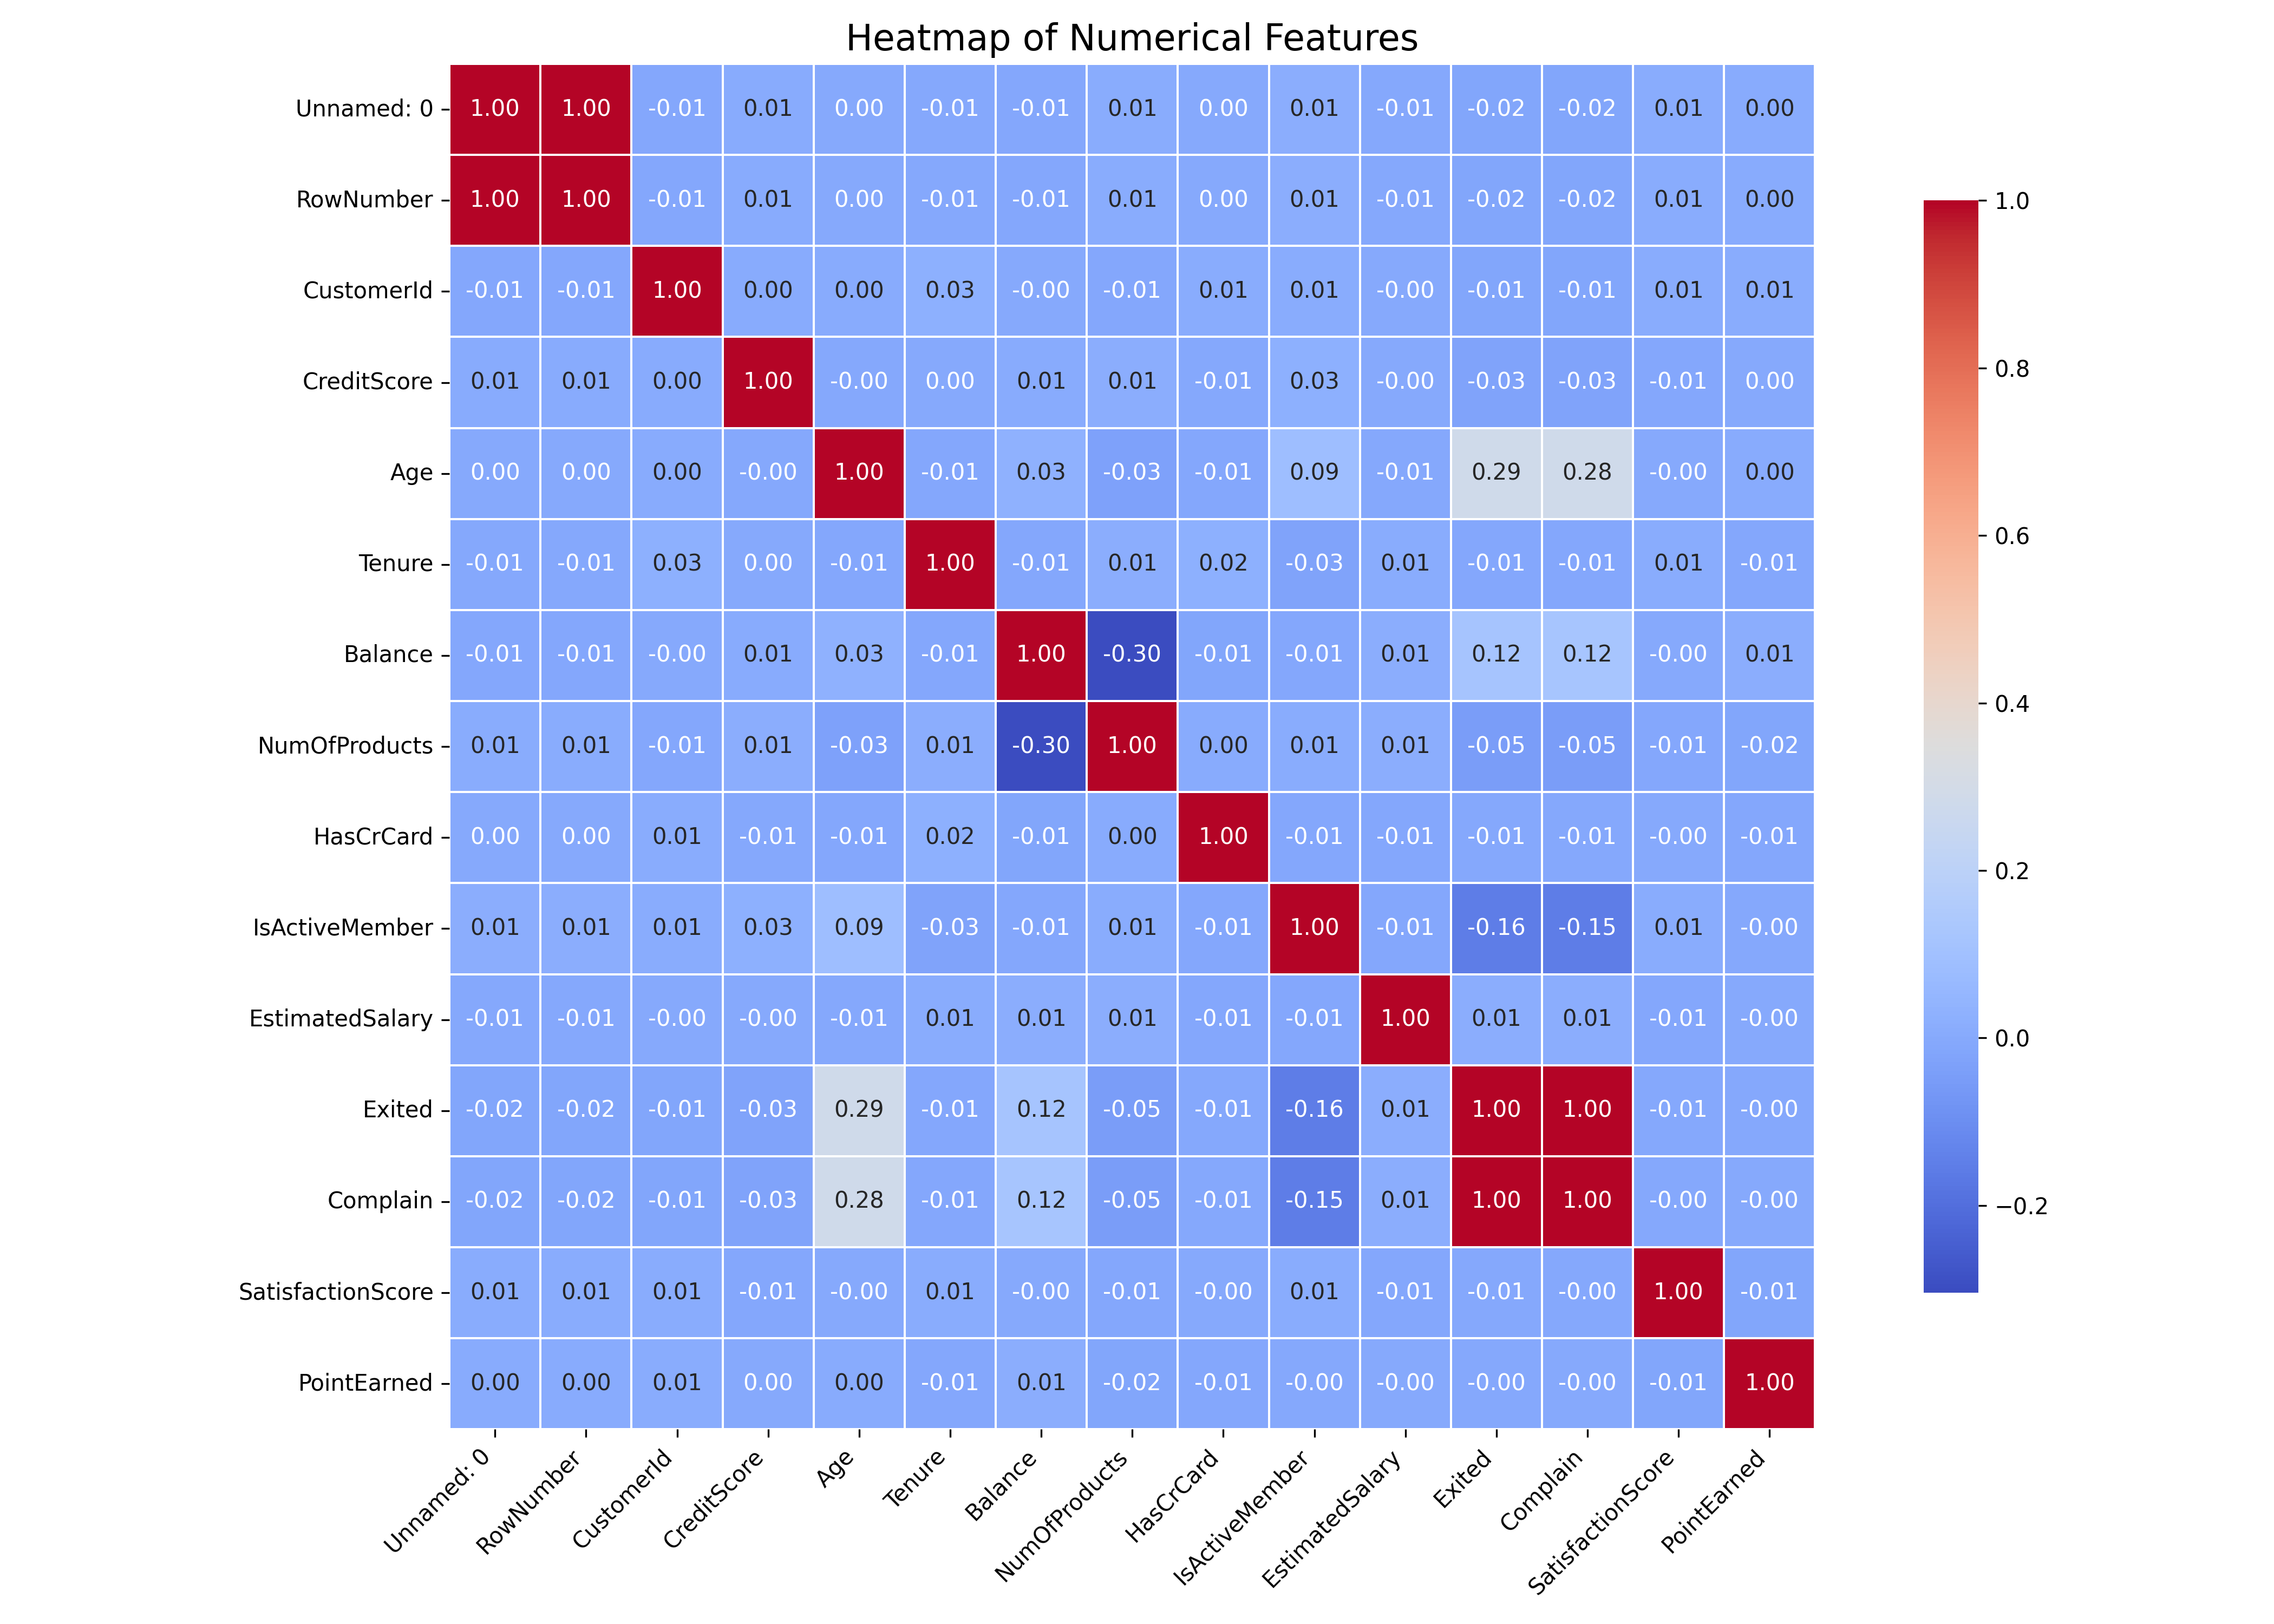 Heatmap of Numerical Features
Unnamed: 0 1.00 1.00 -0.01 0.01 0.00 -0.01 -0.01 0.01 0.00 0.01 -0.01 -0.02 -0.02 0.01 0.00
RowNumber 1.00 1.00 -0.01 0.01 0.00 -0.01 -0.01 0.01 0.00 0.01 -0.01 -0.02 -0.02 0.01 0.00
CustomerId -0.01 -0.01 1.00 0.00 0.00 0.03 -0.00 -0.01 0.01 0.01 -0.00 -0.01 -0.01 0.01 0.01
CreditScore 0.01 0.01 0.00 1.00 -0.00 0.00 0.01 0.01 -0.01 0.03 -0.00 -0.03 -0.03 -0.01 0.00
Age 0.00 0.00 0.00 -0.00 1.00 -0.01 0.03 -0.03 -0.01 0.09 -0.01 0.29 0.28 -0.00 0.00
Tenure -0.01 -0.01 0.03 0.00 -0.01 1.00 -0.01 0.01 0.02 -0.03 0.01 -0.01 -0.01 0.01 -0.01
Balance -0.01 -0.01 -0.00 0.01 0.03 -0.01 1.00 -0.30 -0.01 -0.01 0.01 0.12 0.12 -0.00 0.01
NumOfProducts 0.01 0.01 -0.01 0.01 -0.03 0.01 -0.30 1.00 0.00 0.01 0.01 -0.05 -0.05 -0.01 -0.02
HasCrCard 0.00 0.00 0.01 -0.01 -0.01 0.02 -0.01 0.00 1.00 -0.01 -0.01 -0.01 -0.01 -0.00 -0.01
IsActiveMember 0.01 0.01 0.01 0.03 0.09 -0.03 -0.01 0.01 -0.01 1.00 -0.01 -0.16 -0.15 0.01 -0.00
EstimatedSalary -0.01 -0.01 -0.00 -0.00 -0.01 0.01 0.01 0.01 -0.01 -0.01 1.00 0.01 0.01 -0.01 -0.00
Exited -0.02 -0.02 -0.01 -0.03 0.29 -0.01 0.12 -0.05 -0.01 -0.16 0.01 1.00 1.00 -0.01 -0.00
Complain -0.02 -0.02 -0.01 -0.03 0.28 -0.01 0.12 -0.05 -0.01 -0.15 0.01 1.00 1.00 -0.00 -0.00
SatisfactionScore 0.01 0.01 0.01 -0.01 -0.00 0.01 -0.00 -0.01 -0.00 0.01 -0.01 -0.01 -0.00 1.00 -0.01
PointEarned 0.00 0.00 0.01 0.00 0.00 -0.01 0.01 -0.02 -0.01 -0.00 -0.00 -0.00 -0.00 -0.01 1.00
Unnamed: 0 RowNumber CustomerId CreditScore Age Tenure Balance NumOfProducts HasCrCard IsActiveMember EstimatedSalary Exited Complain SatisfactionScore PointEarned
1.0
0.8
0.6
0.4
0.2
0.0
−0.2